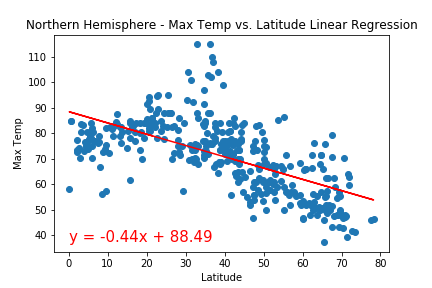 Northern Hemisphere - Max Temp vs. Latitude Linear Regression
110
100
90
80
70
60
50
40
Max Temp
y = -0.44x + 88.49
0 10 20 30 40 50 60 70 80
Latitude